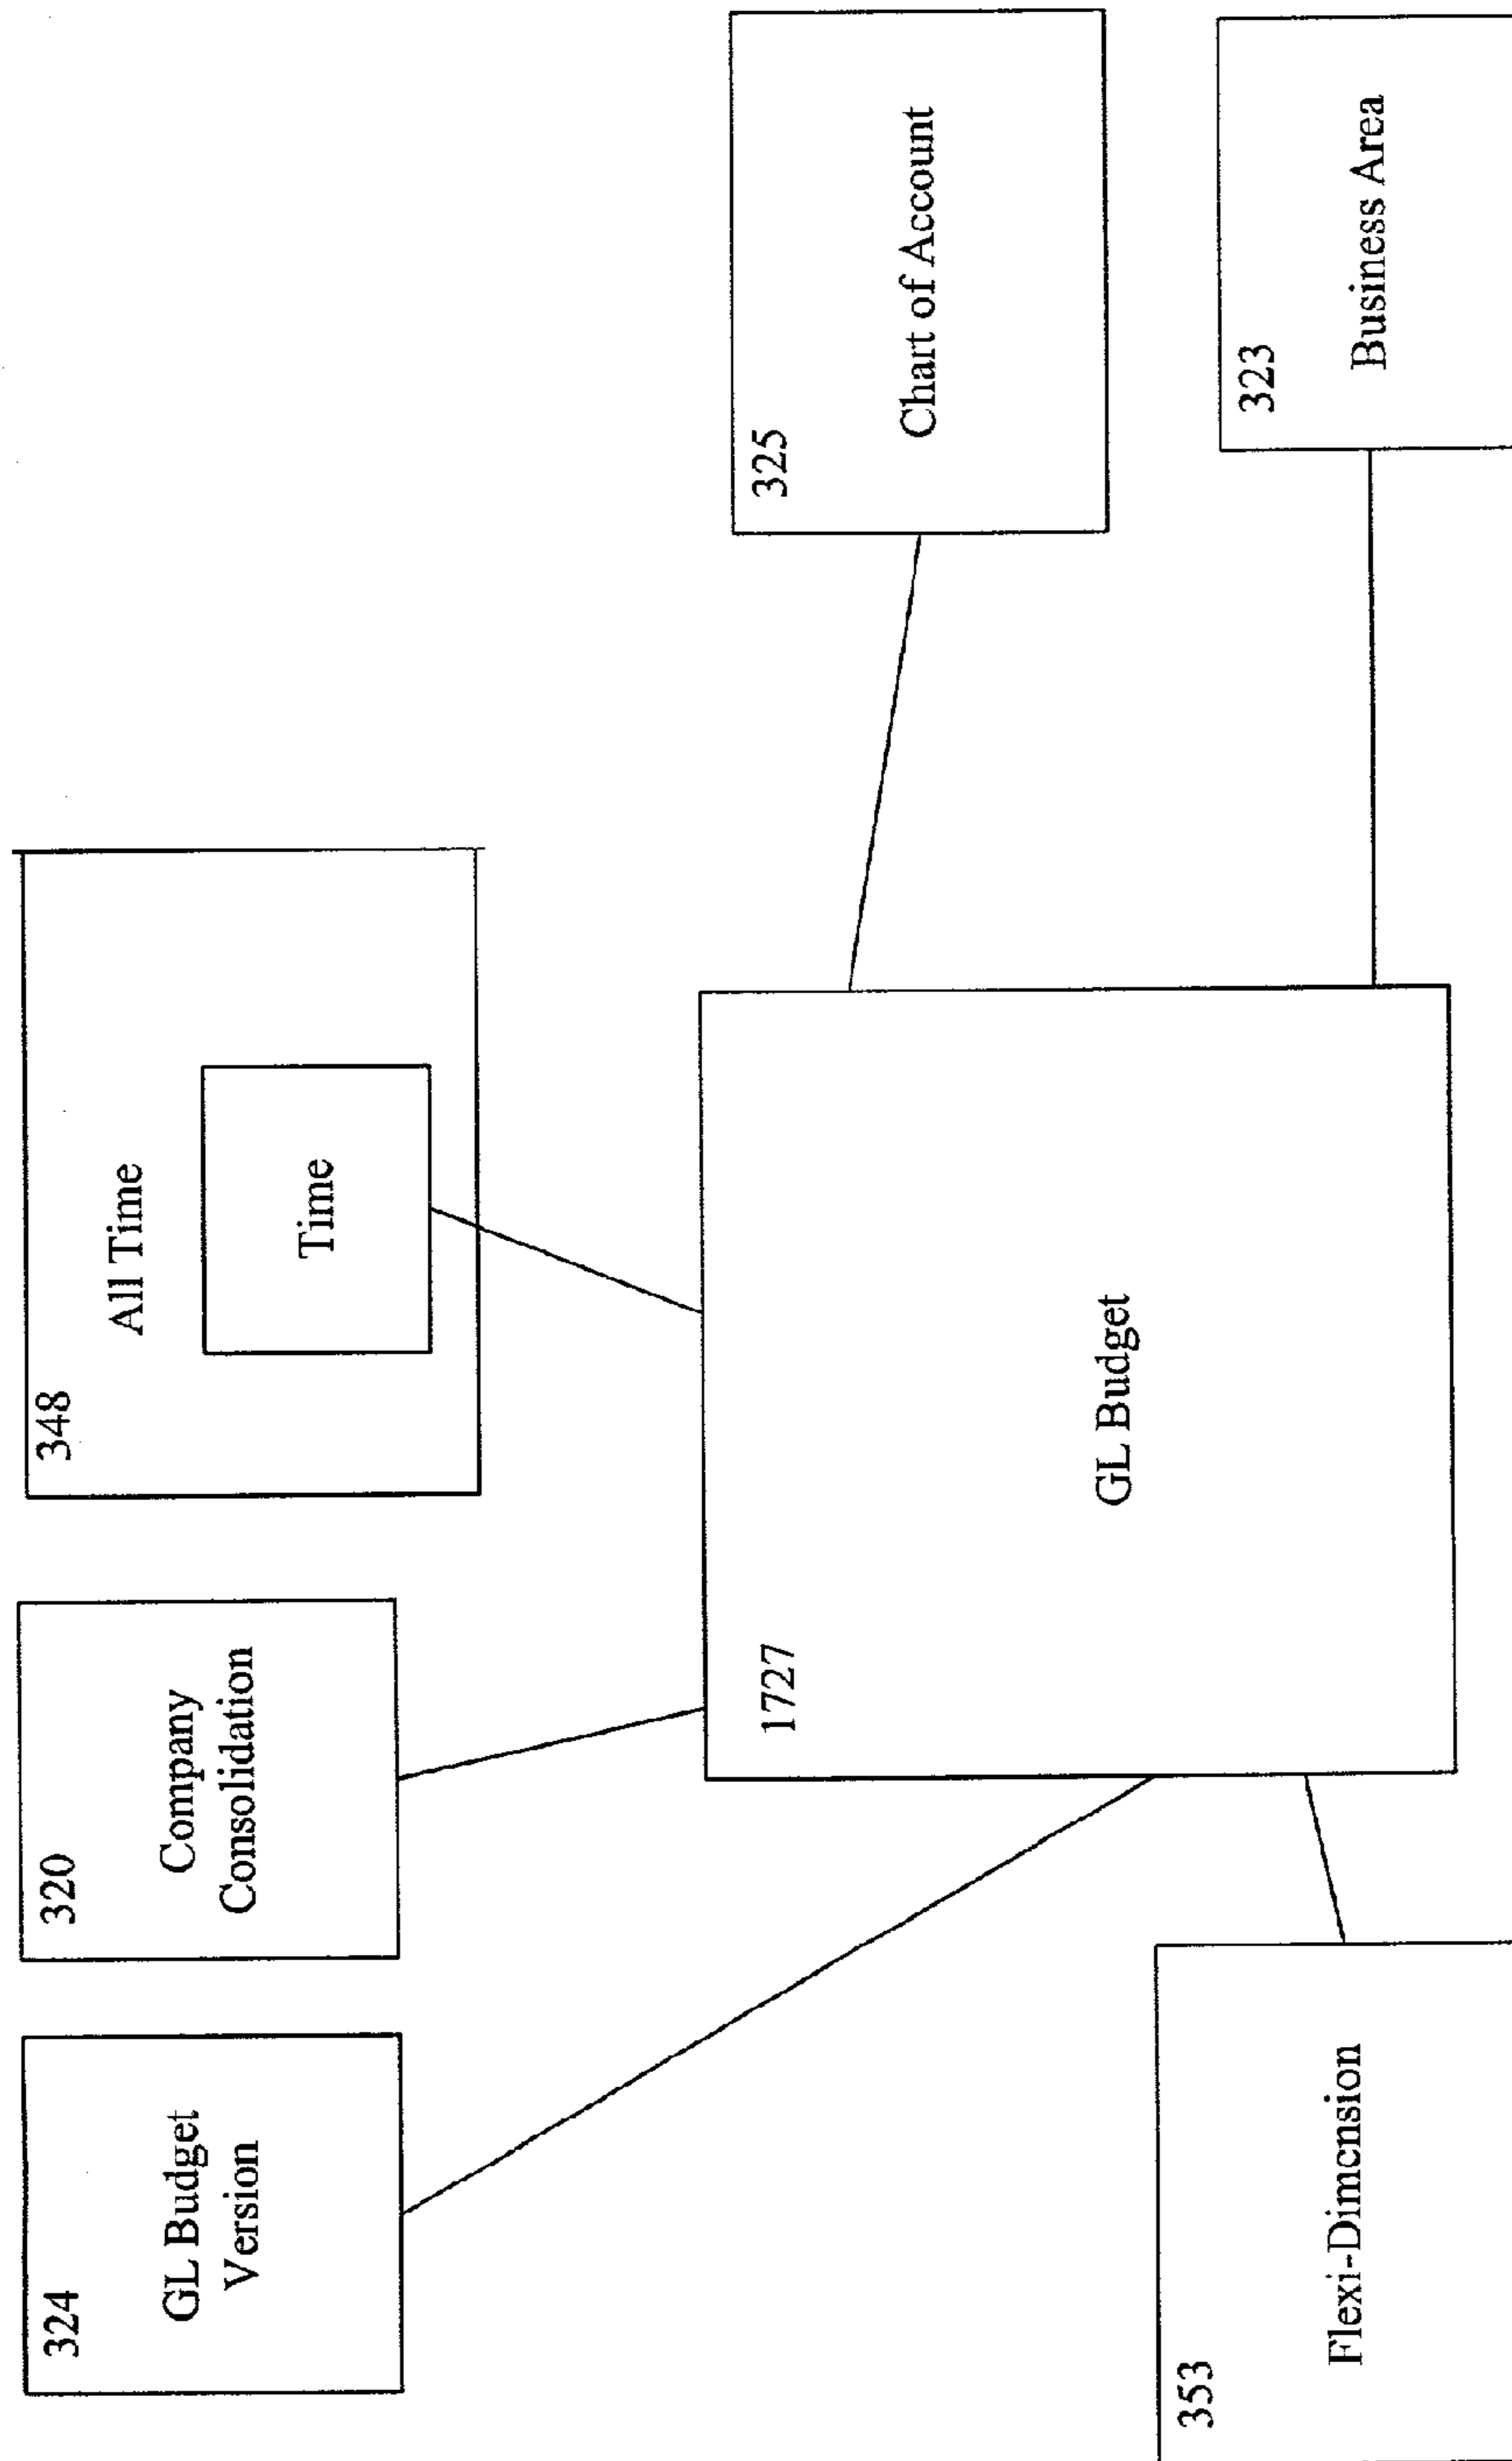 324
GL Budget
Version
320
Company
Consolidation
348
All Time
Time
325
Chart of Account
1727
GL Budget
353
Flexi-Dimension
323
Business Area